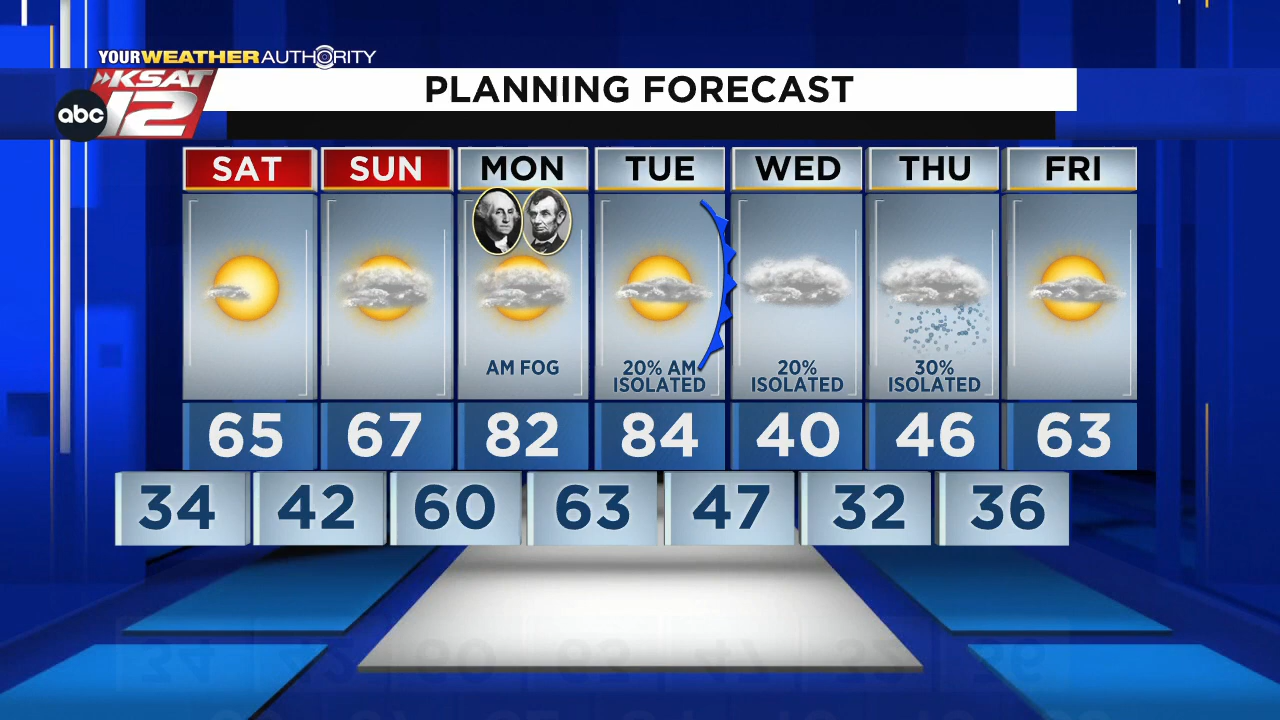 YOURWEATHERAUTHORITY
KSAT
abc 12
PLANNING FORECAST
SAT SUN MON TUE WED THU FRI
AM FOG 20% AM 20% 30%
ISOLATED ISOLATED ISOLATED
65 67 82 84 40 46 63
34 42 60 63 47 32 36